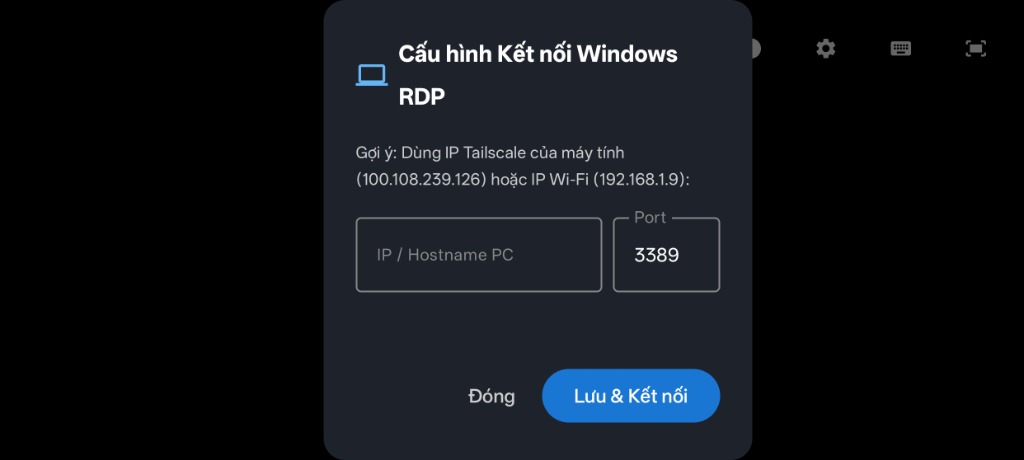 Cấu hình Kết nối Windows
RDP
Gợi ý: Dùng IP Tailscale của máy tính
(100.108.239.126) hoặc IP Wi-Fi (192.168.1.9):
IP / Hostname PC
Port
3389
Đóng
Lưu & Kết nối